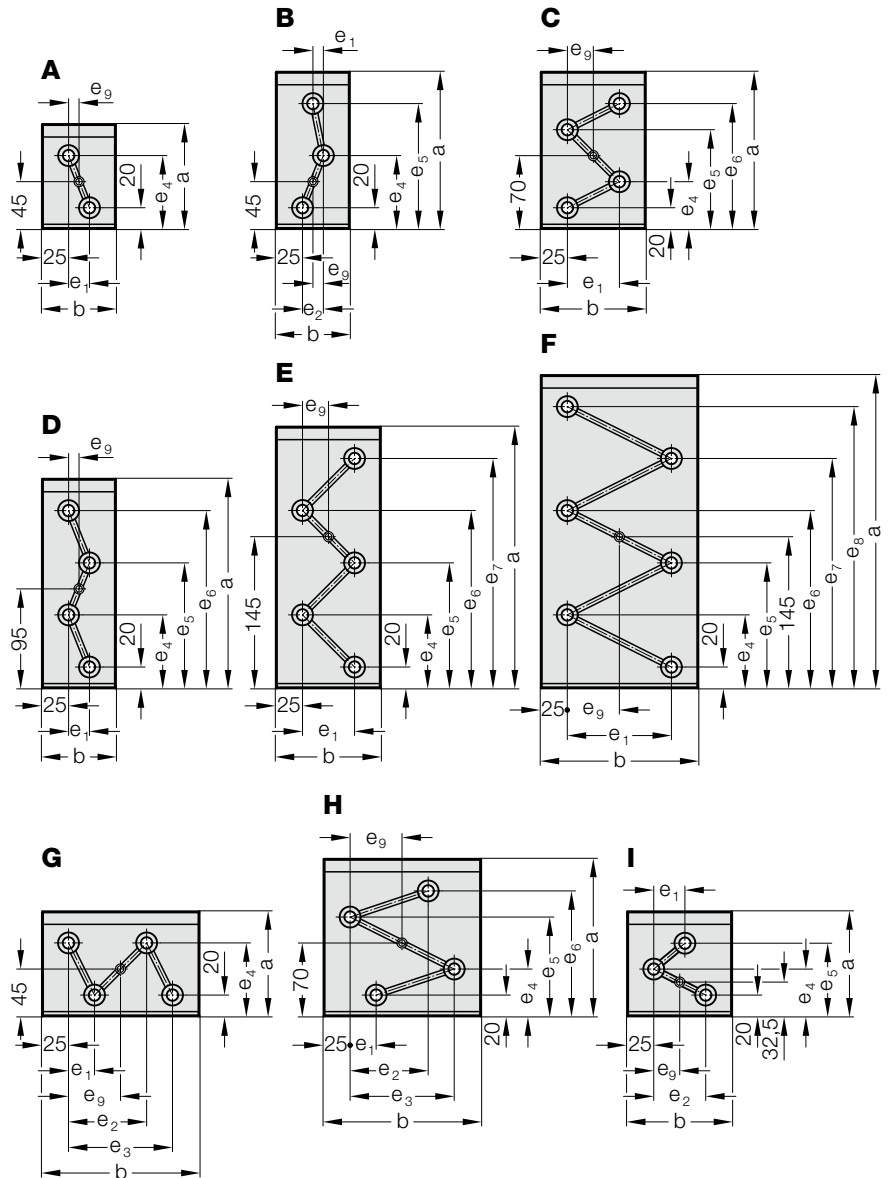 A
e₉
45
20
e₄
a
25
e₁
b
B
e₁
45
20
e₄
e₅
a
25
e₉
e₂
b
C
e₉
70
e₄
20
e₅
e₆
a
25
e₁
b
D
e₉
95
20
e₄
e₅
e₆
a
25
e₁
b
E
e₉
145
20
e₄
e₅
e₆
e₇
a
25
e₁
b
F
20
e₄
e₅
145
e₆
e₇
e₈
a
25
e₉
e₁
b
G
45
20
e₄
a
25
e₁
e₉
e₂
e₃
b
H
e₉
70
20
e₄
e₅
e₆
a
25
e₁
e₂
e₃
b
I
e₁
20
32,5
e₄
e₅
a
25
e₉
e₂
b